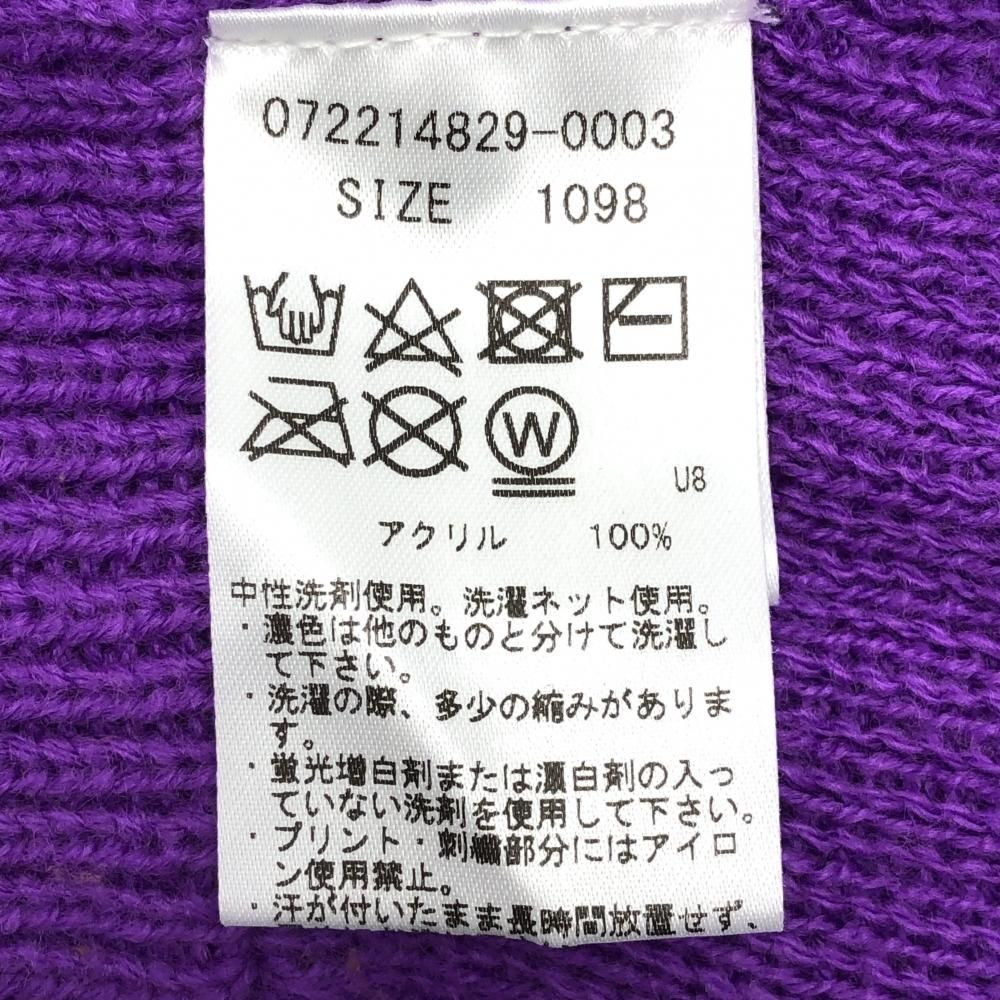 072214829-0003
SIZE 1098
W
U8
アクリル 100%
中性洗剤使用。洗濯ネット使用。
・濃色は他のものと分けて洗濯し
て下さい。
・洗濯の際、多少の縮みがありま
す。
・蛍光増白剤または漂白剤の入っ
ていない洗剤を使用して下さい。
・プリント・刺繍部分にはアイロ
ン使用禁止。
・汗が付いたまま長時間放置せず、